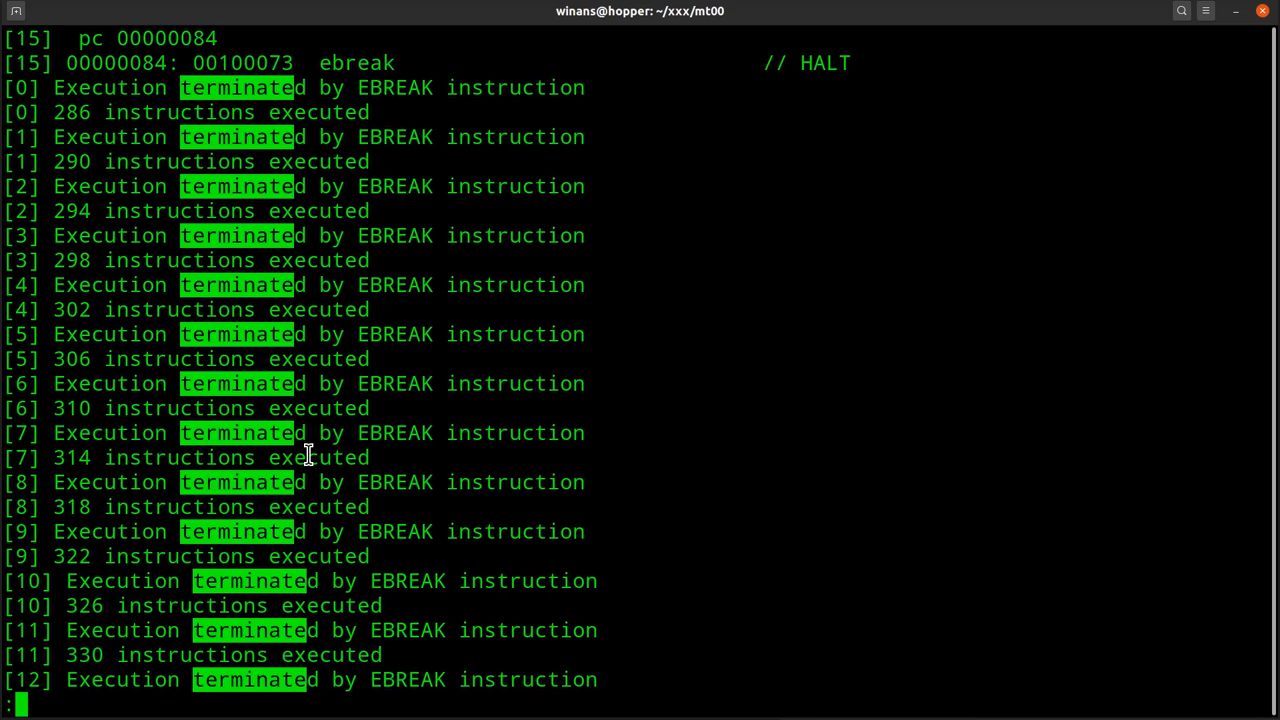 winans@hopper: ~/xxx/mt00
[15]  pc 00000084
[15] 00000084: 00100073  ebreak                             // HALT
[0] Execution terminated by EBREAK instruction
[0] 286 instructions executed
[1] Execution terminated by EBREAK instruction
[1] 290 instructions executed
[2] Execution terminated by EBREAK instruction
[2] 294 instructions executed
[3] Execution terminated by EBREAK instruction
[3] 298 instructions executed
[4] Execution terminated by EBREAK instruction
[4] 302 instructions executed
[5] Execution terminated by EBREAK instruction
[5] 306 instructions executed
[6] Execution terminated by EBREAK instruction
[6] 310 instructions executed
[7] Execution terminated by EBREAK instruction
[7] 314 instructions executed
[8] Execution terminated by EBREAK instruction
[8] 318 instructions executed
[9] Execution terminated by EBREAK instruction
[9] 322 instructions executed
[10] Execution terminated by EBREAK instruction
[10] 326 instructions executed
[11] Execution terminated by EBREAK instruction
[11] 330 instructions executed
[12] Execution terminated by EBREAK instruction
: